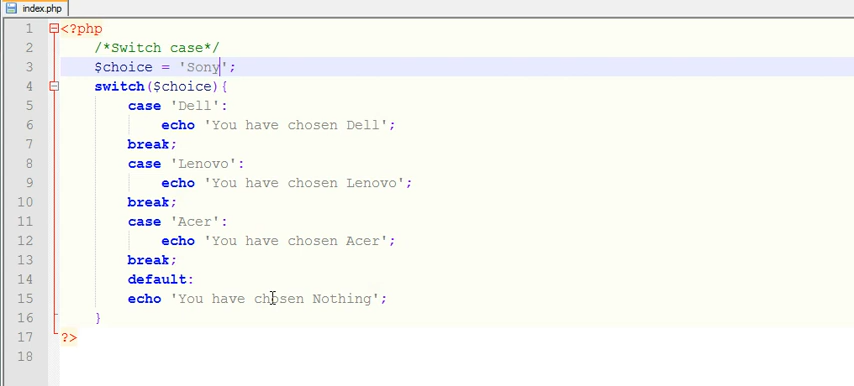 index.php
1 <?php
2 /*Switch case*/
3 $choice = 'Sony';
4 switch($choice){
5 case 'Dell':
6 echo 'You have chosen Dell';
7 break;
8 case 'Lenovo':
9 echo 'You have chosen Lenovo';
10 break;
11 case 'Acer':
12 echo 'You have chosen Acer';
13 break;
14 default:
15 echo 'You have chosen Nothing';
16 }
17 ?>
18